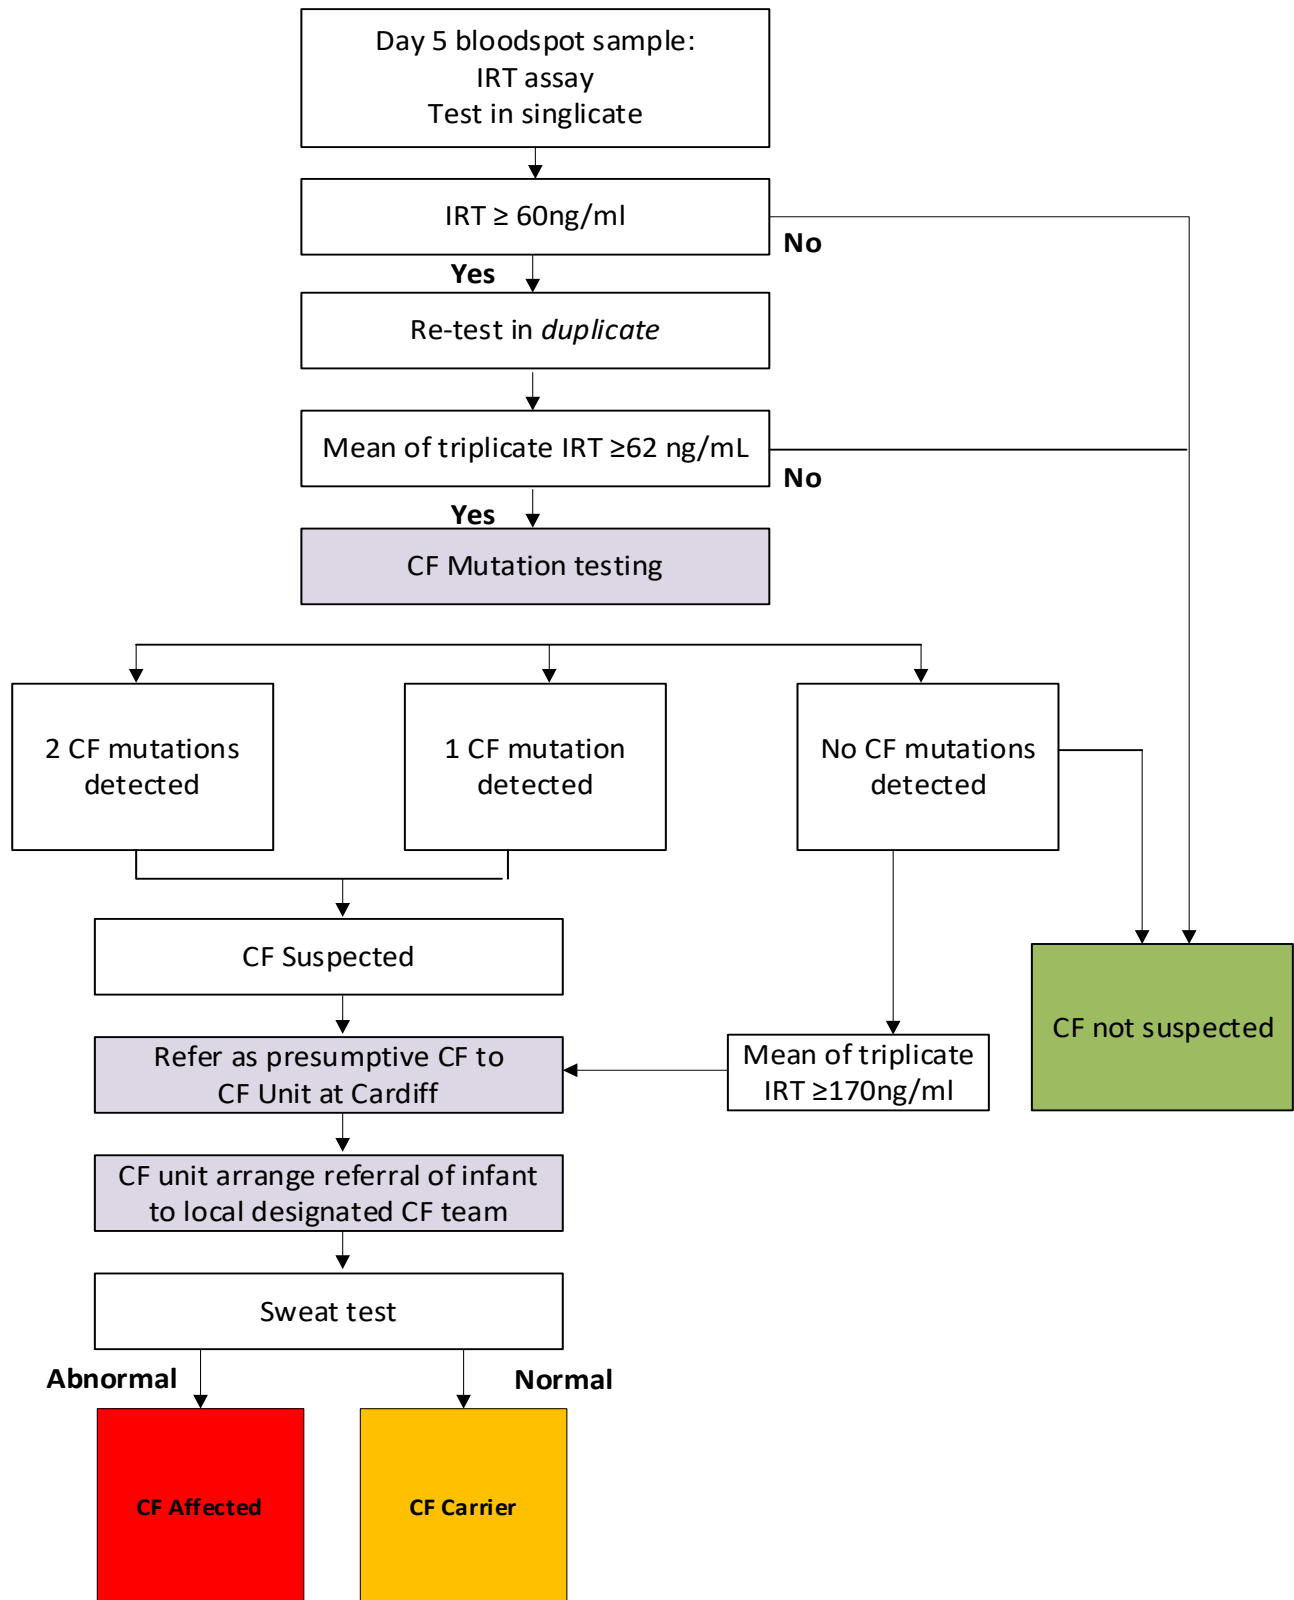 Day 5 bloodspot sample:
IRT assay
Test in singlicate
IRT ≥ 60ng/ml
No
Yes
Re-test in duplicate
Mean of triplicate IRT ≥62 ng/mL
No
Yes
CF Mutation testing
2 CF mutations
detected
1 CF mutation
detected
No CF mutations
detected
CF Suspected
CF not suspected
Refer as presumptive CF to
CF Unit at Cardiff
Mean of triplicate
IRT ≥170ng/ml
CF unit arrange referral of infant
to local designated CF team
Sweat test
Abnormal
Normal
CF Affected
CF Carrier